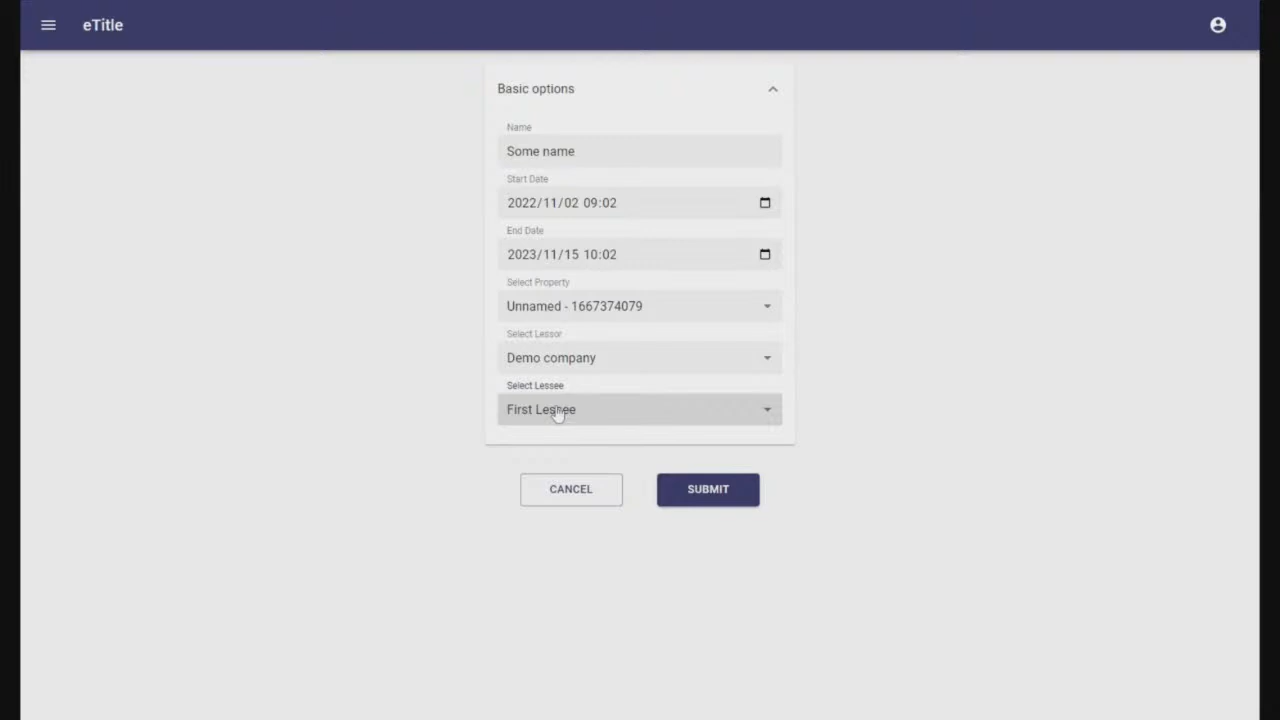 eTitle
Basic options
Name
Some name
Start Date
2022/11/02 09:02
End Date
2023/11/15 10:02
Select Property
Unnamed - 1667374079
Select Lessor
Demo company
Select Lessee
First Lessee
CANCEL
SUBMIT